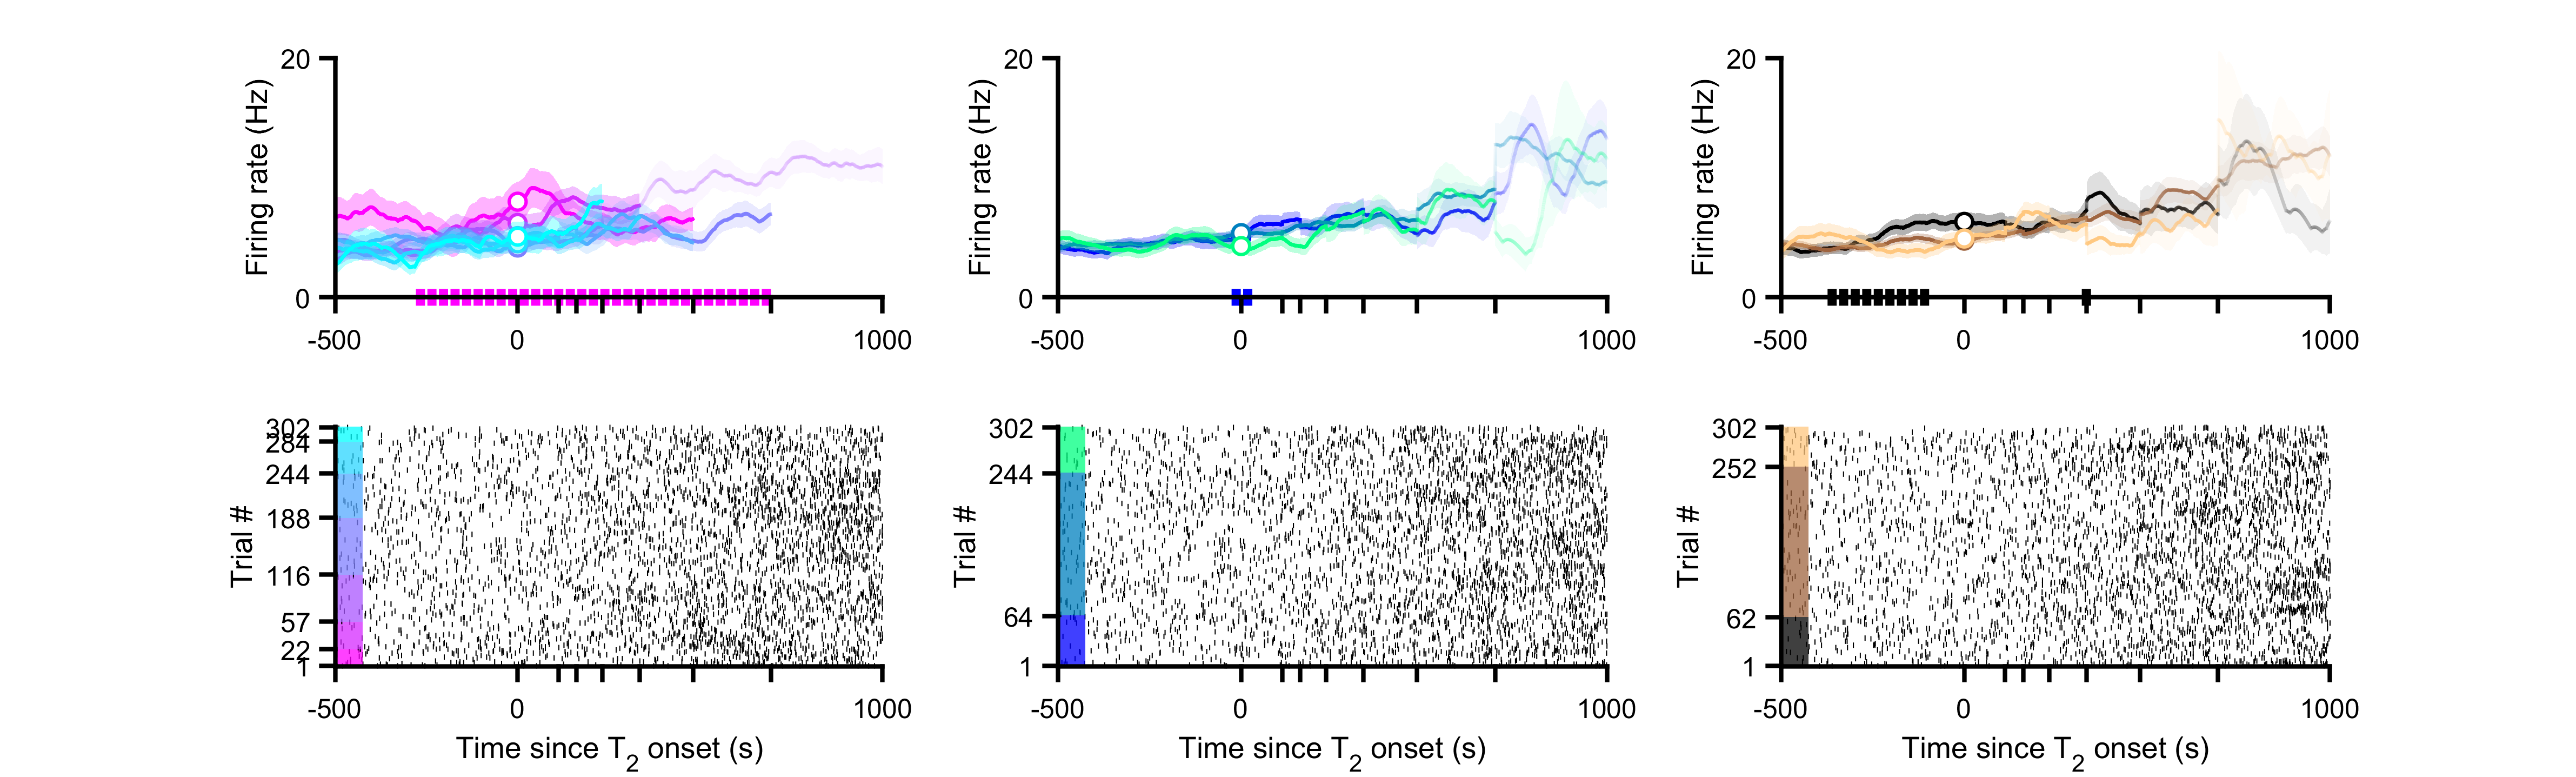 20
Firing rate (Hz)
0
-500 0 1000
20
Firing rate (Hz)
0
-500 0 1000
20
Firing rate (Hz)
0
-500 0 1000
302
284
244
188
116
57
22
1
Trial #
-500 0 1000
Time since T2 onset (s)
302
244
64
1
Trial #
-500 0 1000
Time since T2 onset (s)
302
252
62
1
Trial #
-500 0 1000
Time since T2 onset (s)